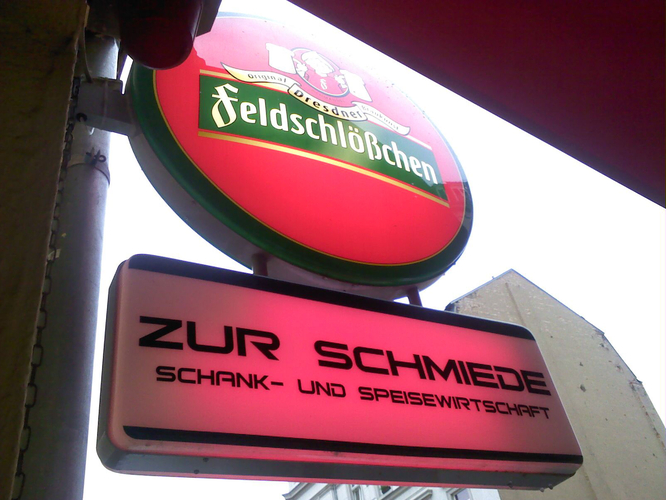 Original Dresdner
Feldschlößchen
ZUR SCHMIEDE
SCHANK- UND SPEISEWIRTSCHAFT